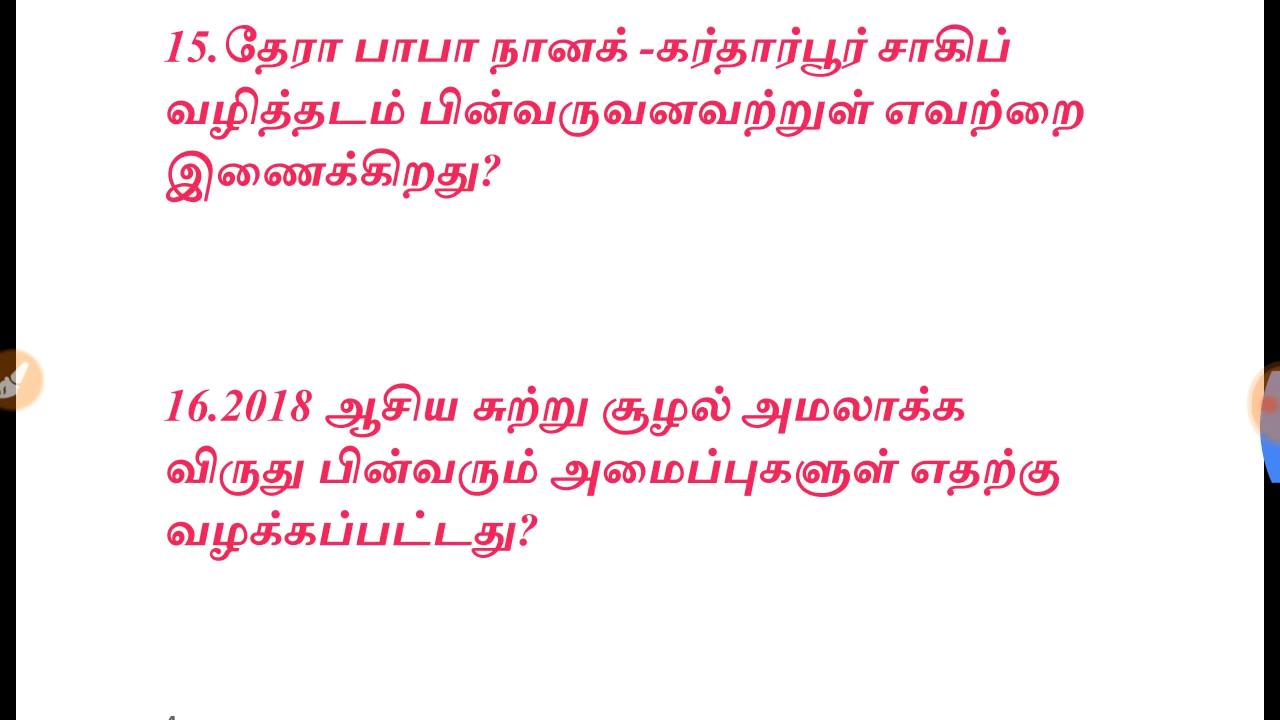 15.தேரா பாபா நானக் -கர்தார்பூர் சாகிப்
வழித்தடம் பின்வருவனவற்றுள் எவற்றை
இணைக்கிறது?
16.2018 ஆசிய சுற்று சூழல் அமலாக்க
விருது பின்வரும் அமைப்புகளுள் எதற்கு
வழக்கப்பட்டது?